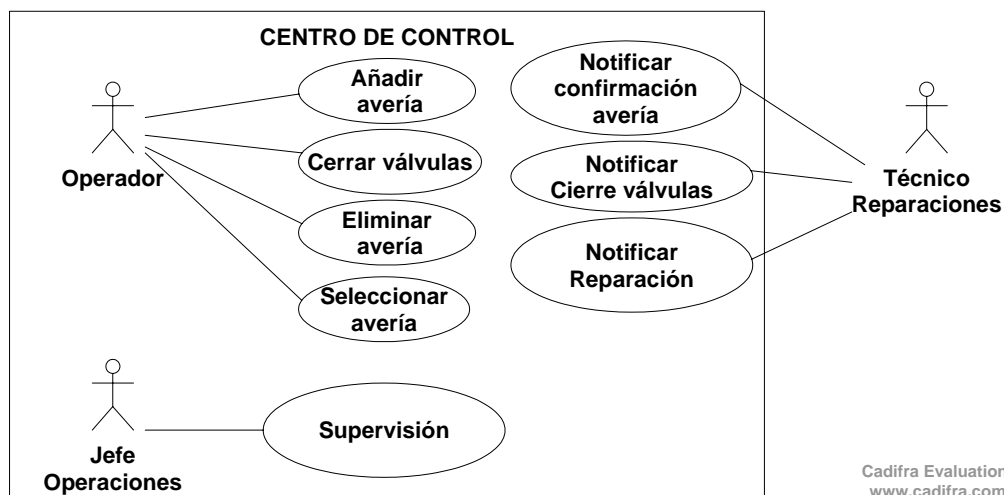 CENTRO DE CONTROL
Añadir
avería
Cerrar válvulas
Eliminar
avería
Seleccionar
avería
Notificar
confirmación
avería
Notificar
Cierre válvulas
Notificar
Reparación
Operador
Técnico
Reparaciones
Supervisión
Jefe
Operaciones
Cadifra Evaluation
www.cadifra.com